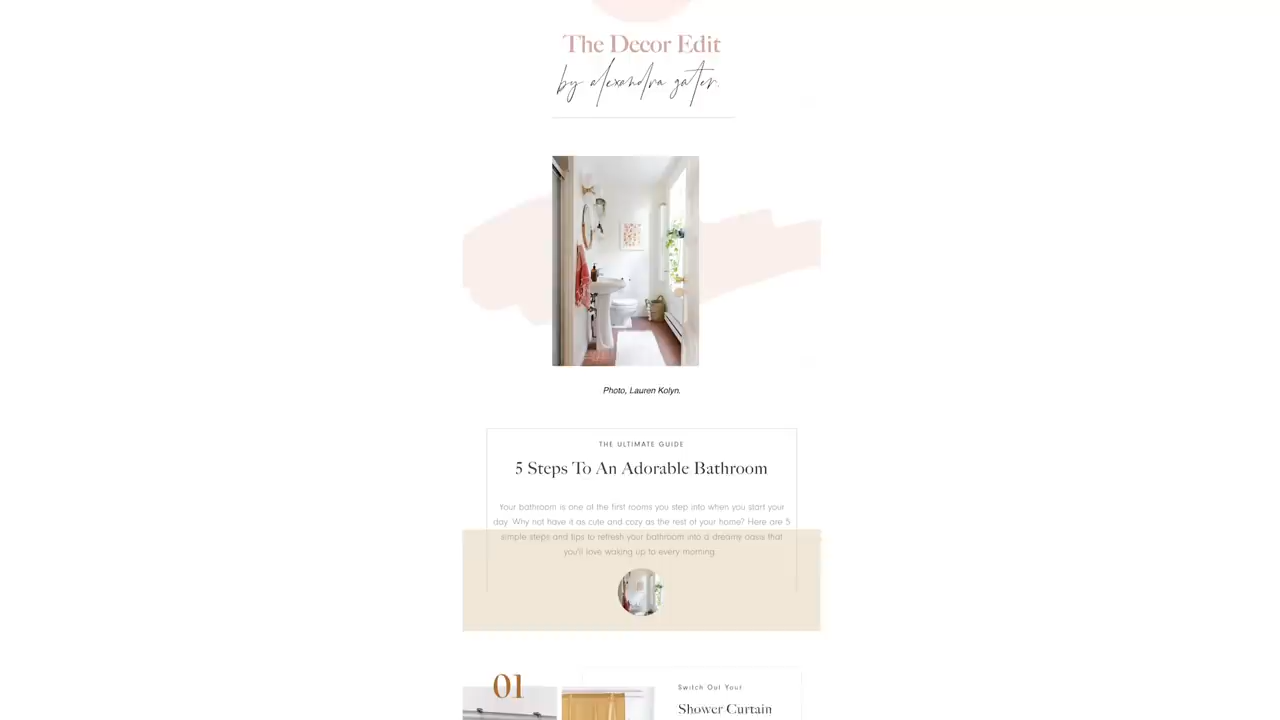 The Decor Edit
by alexandra gater.
Photo, Lauren Kolyn.
THE ULTIMATE GUIDE
5 Steps To An Adorable Bathroom
Your bathroom is one of the first rooms you step into when you start your
day. Why not have it as cute and cozy as the rest of your home? Here are 5
simple steps and tips to refresh your bathroom into a dreamy oasis that
you'll love waking up to every morning.
01
Switch Out Your
Shower Curtain